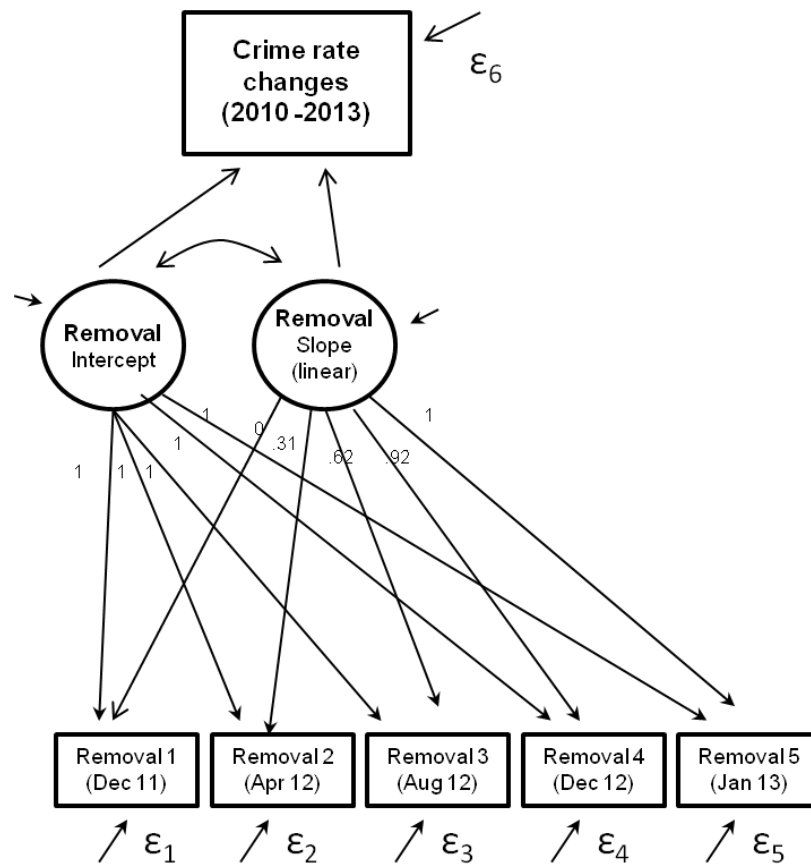 Crime rate
changes
(2010 -2013)
ε6
Removal
Intercept
Removal
Slope
(linear)
1
1
1
1
1
0
.31
.62
.92
1
Removal 1
(Dec 11)
Removal 2
(Apr 12)
Removal 3
(Aug 12)
Removal 4
(Dec 12)
Removal 5
(Jan 13)
ε1
ε2
ε3
ε4
ε5